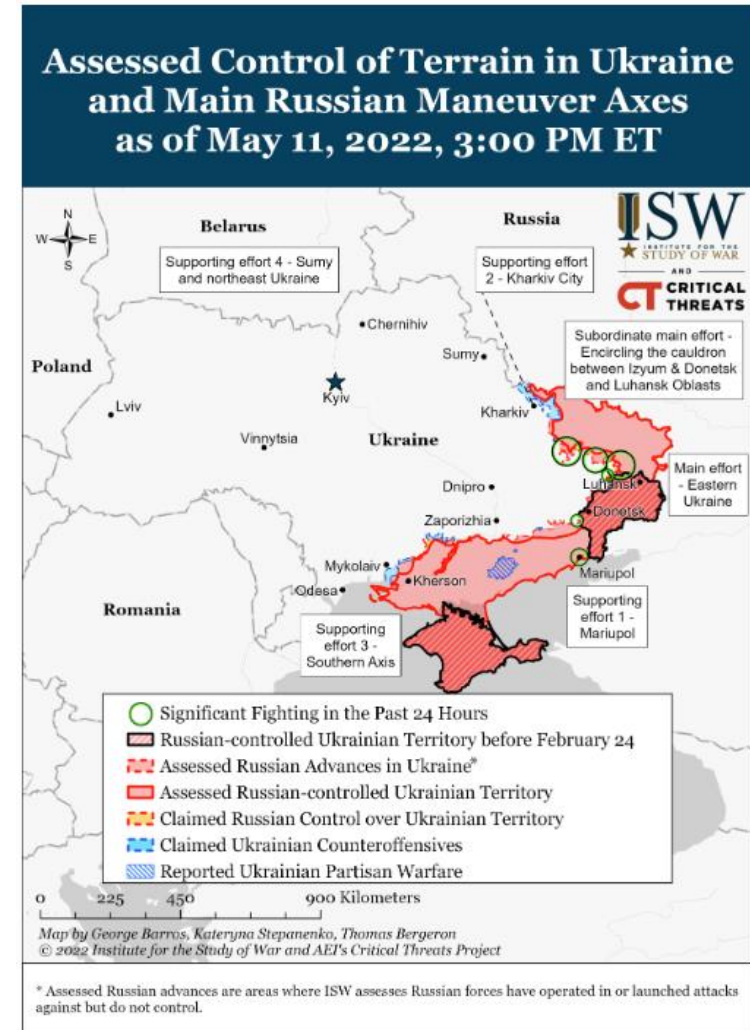 Assessed Control of Terrain in Ukraine
and Main Russian Maneuver Axes
as of May 11, 2022, 3:00 PM ET
N
W
E
S
Belarus
Russia
ISW
INSTITUTE FOR THE
STUDY OF WAR
AND
CT CRITICAL
THREATS
Supporting effort 4 - Sumy
and northeast Ukraine
Supporting effort
2 - Kharkiv City
Subordinate main effort -
Encircling the cauldron
between Izyum & Donetsk
and Luhansk Oblasts
Chernihiv
Sumy
Poland
Kyiv
Lviv
Kharkiv
Vinnytsia
Ukraine
Luhansk
Main effort
- Eastern
Ukraine
Dnipro
Donetsk
Zaporizhia
Mykolaiv
Kherson
Mariupol
Odesa
Romania
Supporting
effort 1 -
Mariupol
Supporting
effort 3 -
Southern Axis
Significant Fighting in the Past 24 Hours
Russian-controlled Ukrainian Territory before February 24
Assessed Russian Advances in Ukraine*
Assessed Russian-controlled Ukrainian Territory
Claimed Russian Control over Ukrainian Territory
Claimed Ukrainian Counteroffensives
Reported Ukrainian Partisan Warfare
0 225 450 900 Kilometers
Map by George Barros, Kateryna Stepanenko, Thomas Bergeron
© 2022 Institute for the Study of War and AEI's Critical Threats Project
* Assessed Russian advances are areas where ISW assesses Russian forces have operated in or launched attacks
against but do not control.